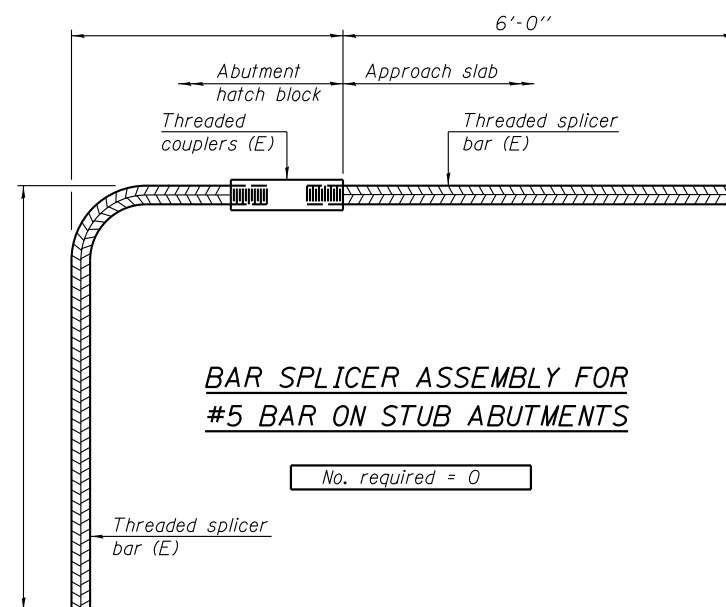 6'-0"
Abutment
hatch block
Approach slab
Threaded
couplers (E)
Threaded splicer
bar (E)
BAR SPLICER ASSEMBLY FOR
#5 BAR ON STUB ABUTMENTS
No. required = 0
Threaded splicer
bar (E)